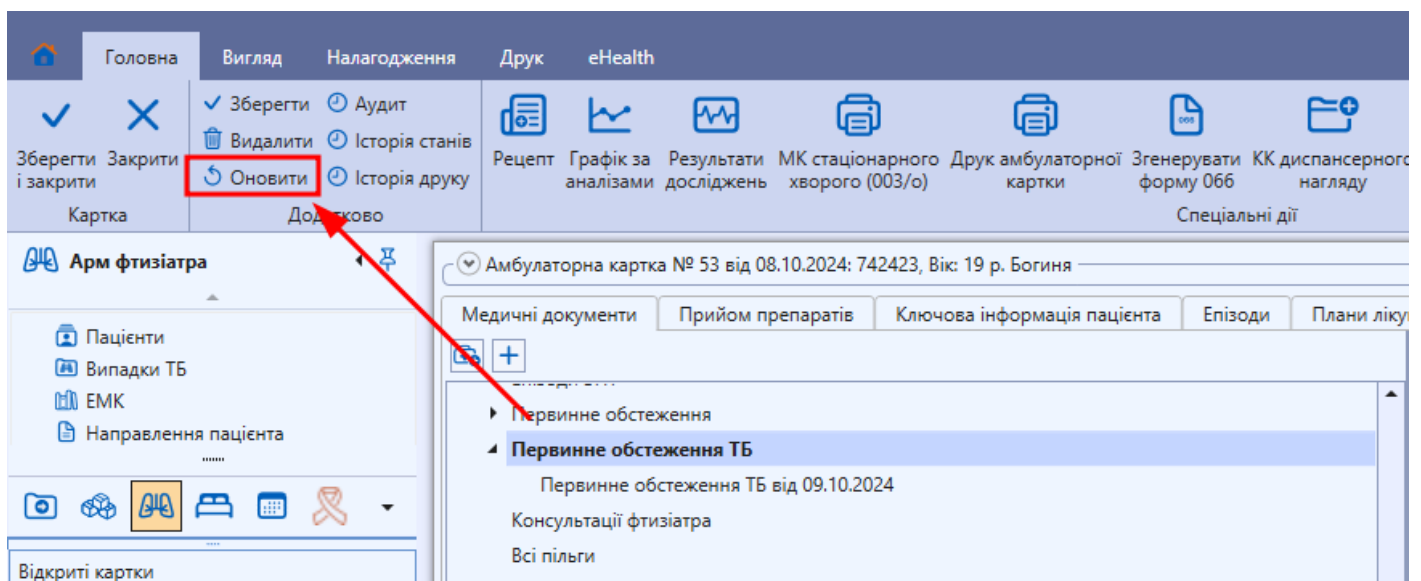 Головна Вигляд Налагодження Друк eHealth
Зберегти і закрити
Закрити
Картка
Зберегти
Видалити
Оновити
Аудит
Історія станів
Історія друку
Додатково
Рецепт
Графік за аналізами
Результати досліджень
МК стаціонарного хворого (003/о)
Друк амбулаторної картки
Згенерувати форму 066
КК диспансерного нагляду
Спеціальні дії
Арм фтизіатра
Пацієнти
Випадки ТБ
ЕМК
Направлення пацієнта
Відкриті картки
Амбулаторна картка № 53 від 08.10.2024: 742423, Вік: 19 р. Богиня
Медичні документи Прийом препаратів Ключова інформація пацієнта Епізоди Плани ліку
Первинне обстеження
Первинне обстеження ТБ
Первинне обстеження ТБ від 09.10.2024
Консультації фтизіатра
Всі пільги